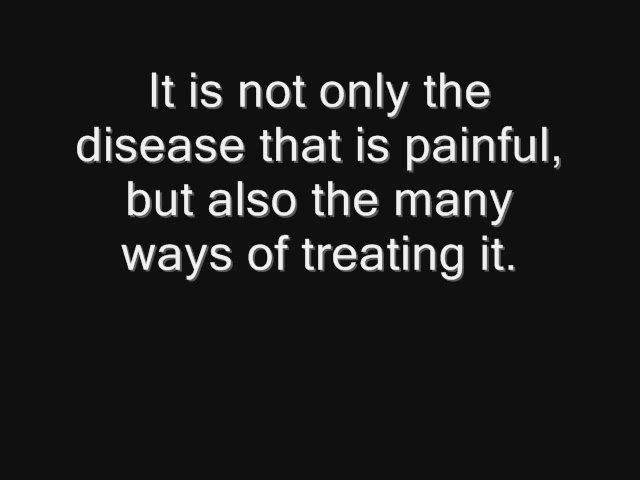 It is not only the
disease that is painful,
but also the many
ways of treating it.